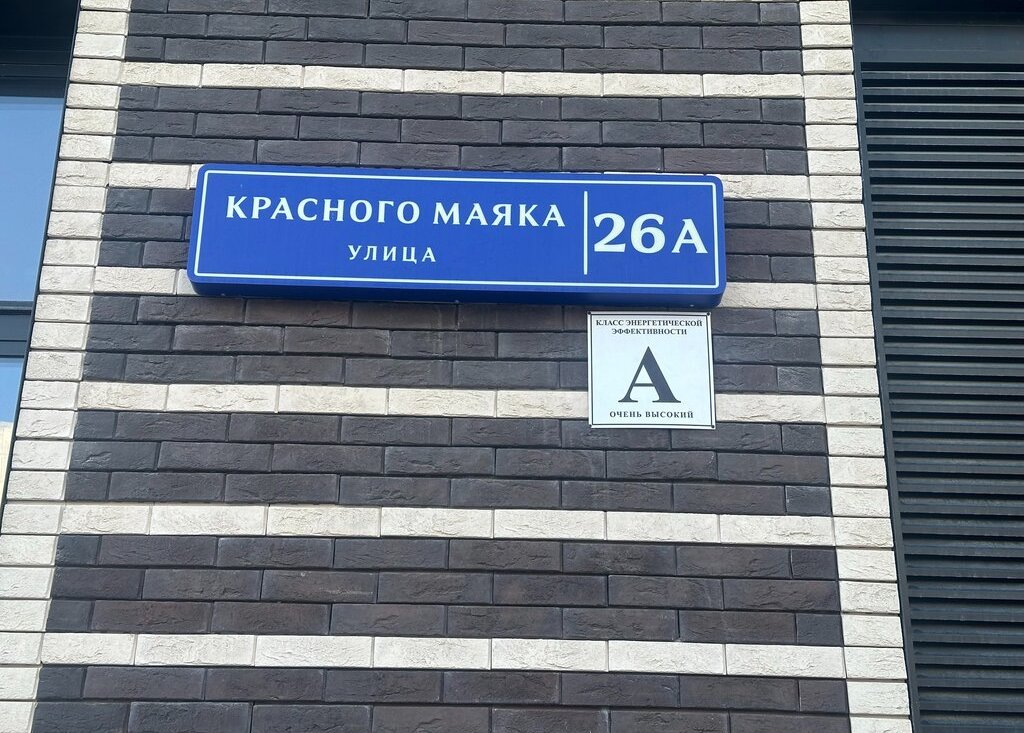 КРАСНОГО МАЯКА
УЛИЦА
26А
КЛАСС ЭНЕРГЕТИЧЕСКОЙ
ЭФФЕКТИВНОСТИ
А
ОЧЕНЬ ВЫСОКИЙ